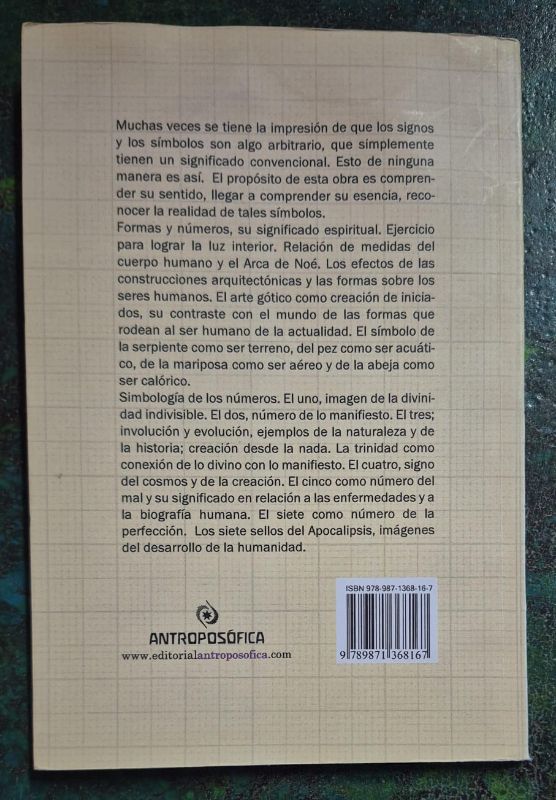 Muchas veces se tiene la impresión de que los signos
y los símbolos son algo arbitrario, que simplemente
tienen un significado convencional. Esto de ninguna
manera es así. El propósito de esta obra es compren-
der su sentido, llegar a comprender su esencia, reco-
nocer la realidad de tales símbolos.
Formas y números, su significado espiritual. Ejercicio
para lograr la luz interior. Relación de medidas del
cuerpo humano y el Arca de Noé. Los efectos de las
construcciones arquitectónicas y las formas sobre los
seres humanos. El arte gótico como creación de inicia-
dos, su contraste con el mundo de las formas que
rodean al ser humano de la actualidad. El símbolo de
la serpiente como ser terreno, del pez como ser acuáti-
co, de la mariposa como ser aéreo y de la abeja como
ser calórico.
Simbología de los números. El uno, imagen de la divini-
dad indivisible. El dos, número de lo manifiesto. El tres;
involución y evolución, ejemplos de la naturaleza y de
la historia; creación desde la nada. La trinidad como
conexión de lo divino con lo manifiesto. El cuatro, signo
del cosmos y de la creación. El cinco como número del
mal y su significado en relación a las enfermedades y a
la biografía humana. El siete como número de la
perfección. Los siete sellos del Apocalipsis, imágenes
del desarrollo de la humanidad.
ISBN 978-987-1368-16-7
ANTROPOSÓFICA
www.editorialantroposofica.com
9 789871 368167